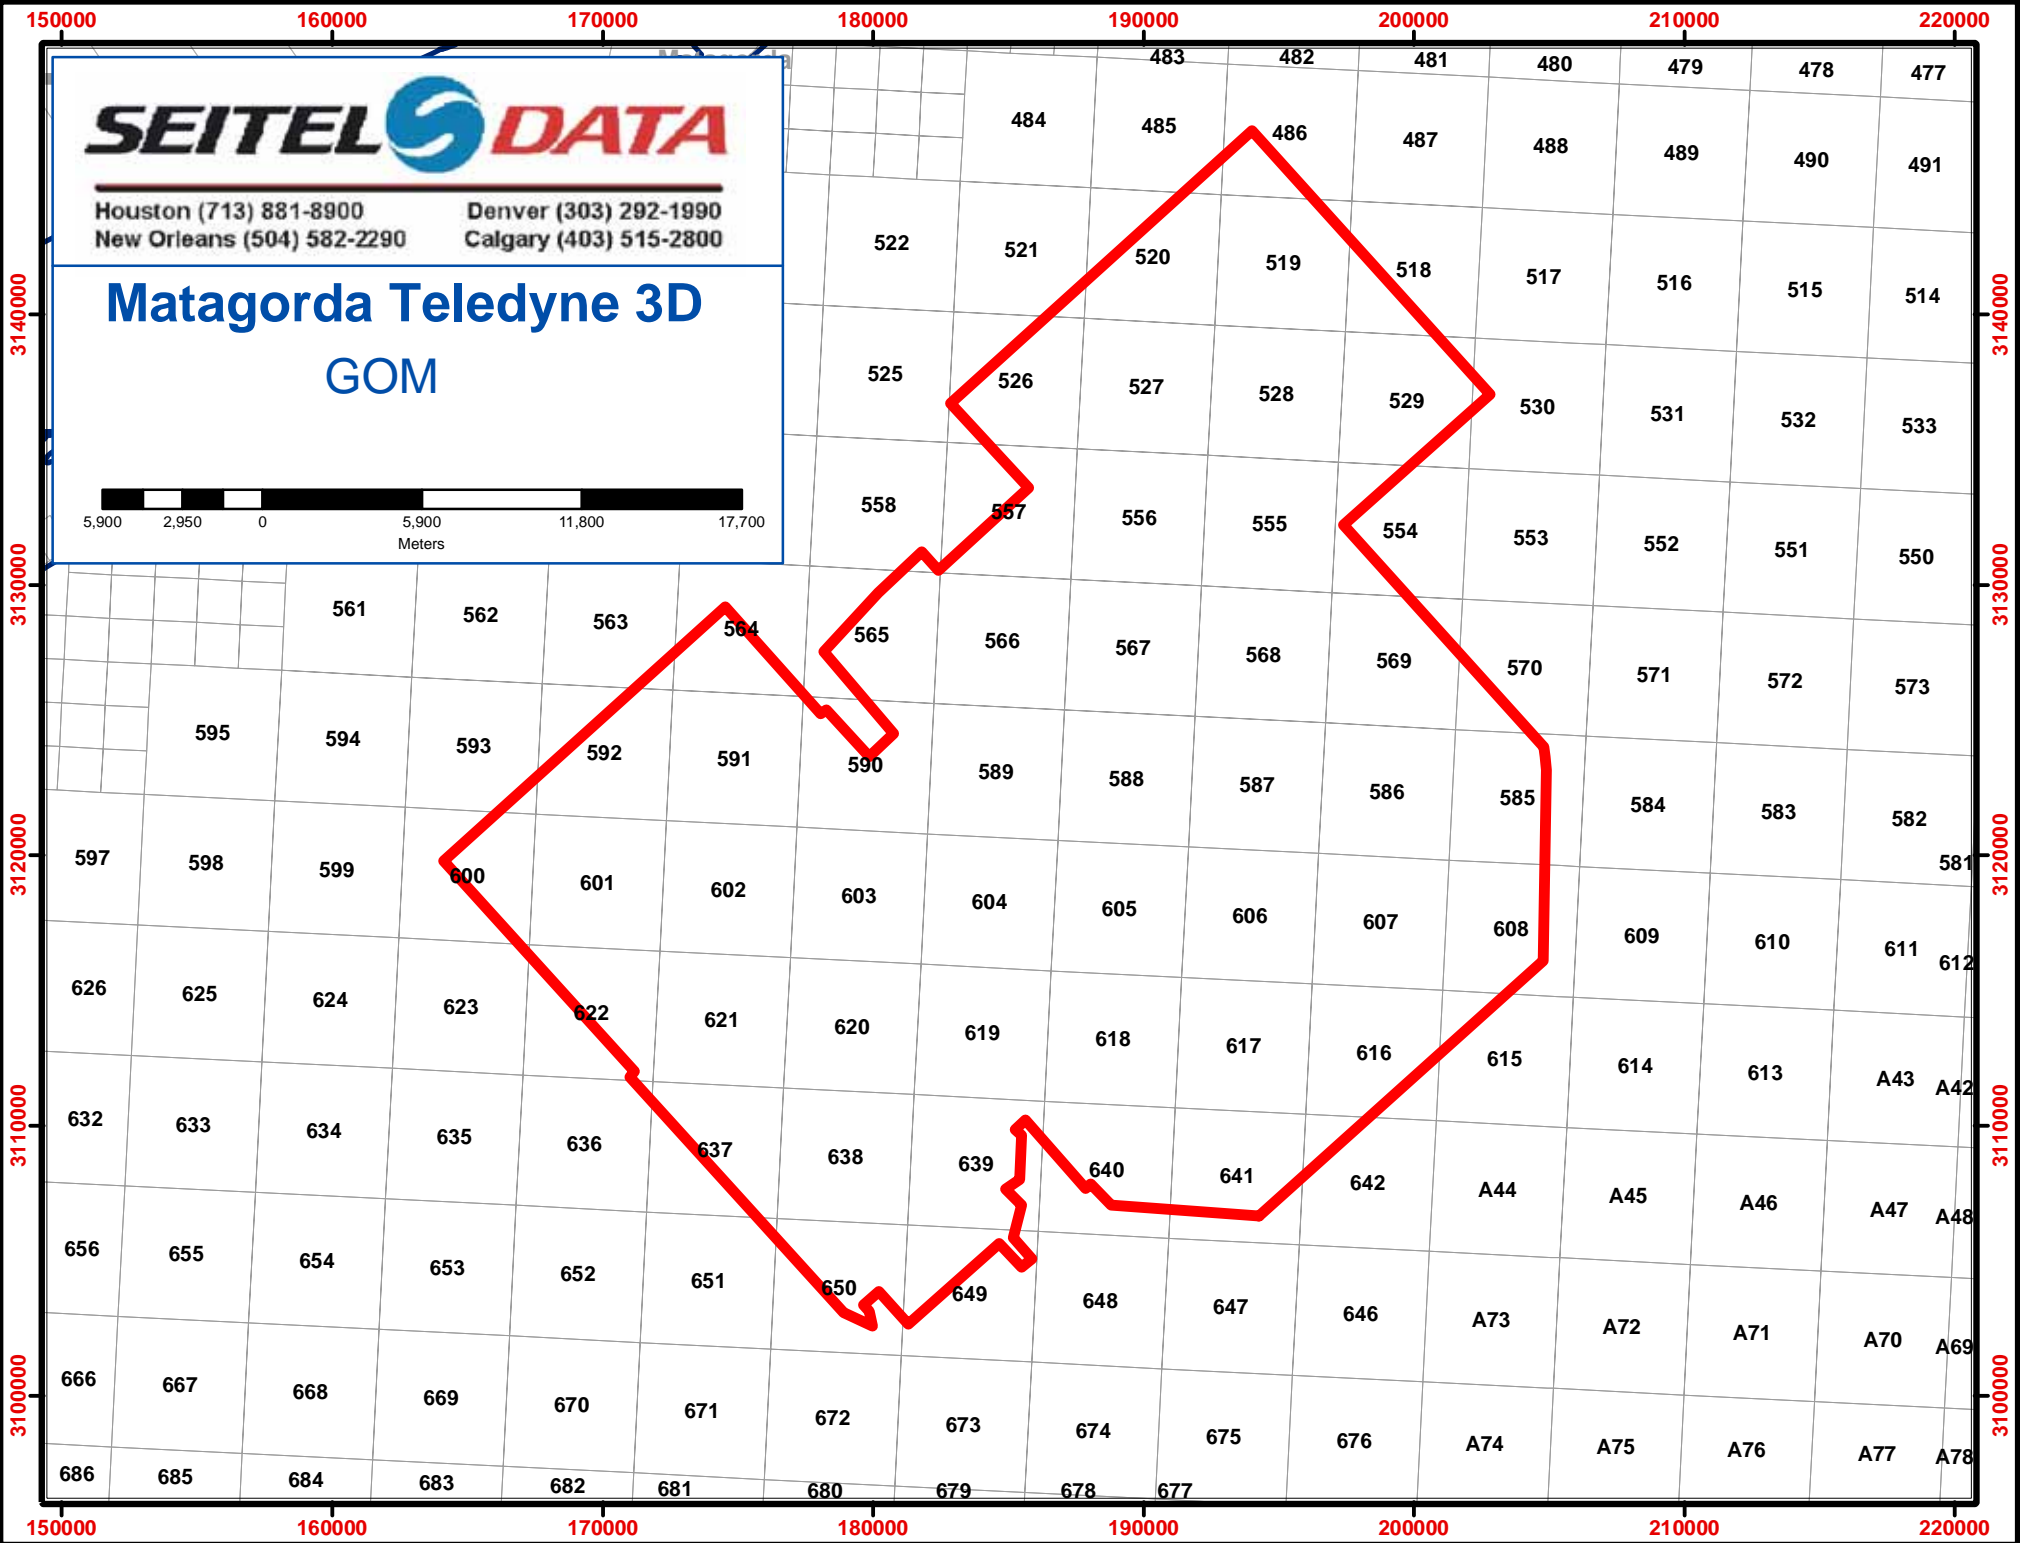 150000 160000 170000 180000 190000 200000 210000 220000
Matagorda
483 482 481 480 479 478 477
SEITEL DATA
Houston (713) 881-8900 Denver (303) 292-1990
New Orleans (504) 582-2290 Calgary (403) 515-2800
Matagorda Teledyne 3D
GOM
5,900 2,950 0 5,900 11,800 17,700
Meters
484 485 486 487 488 489 490 491
522 521 520 519 518 517 516 515 514
3140000 3140000
525 526 527 528 529 530 531 532 533
558 557 556 555 554 553 552 551 550
3130000 3130000
561 562 563 564 565 566 567 568 569 570 571 572 573
595 594 593 592 591 590 589 588 587 586 585 584 583 582
3120000 581 3120000
597 598 599 600 601 602 603 604 605 606 607 608 609 610 611 612
626 625 624 623 622 621 620 619 618 617 616 615 614 613 A43 A42
3110000 3110000
632 633 634 635 636 637 638 639 640 641 642 A44 A45 A46 A47 A48
656 655 654 653 652 651 650 649 648 647 646 A73 A72 A71 A70 A69
3100000 3100000
666 667 668 669 670 671 672 673 674 675 676 A74 A75 A76 A77 A78
686 685 684 683 682 681 680 679 678 677
150000 160000 170000 180000 190000 200000 210000 220000